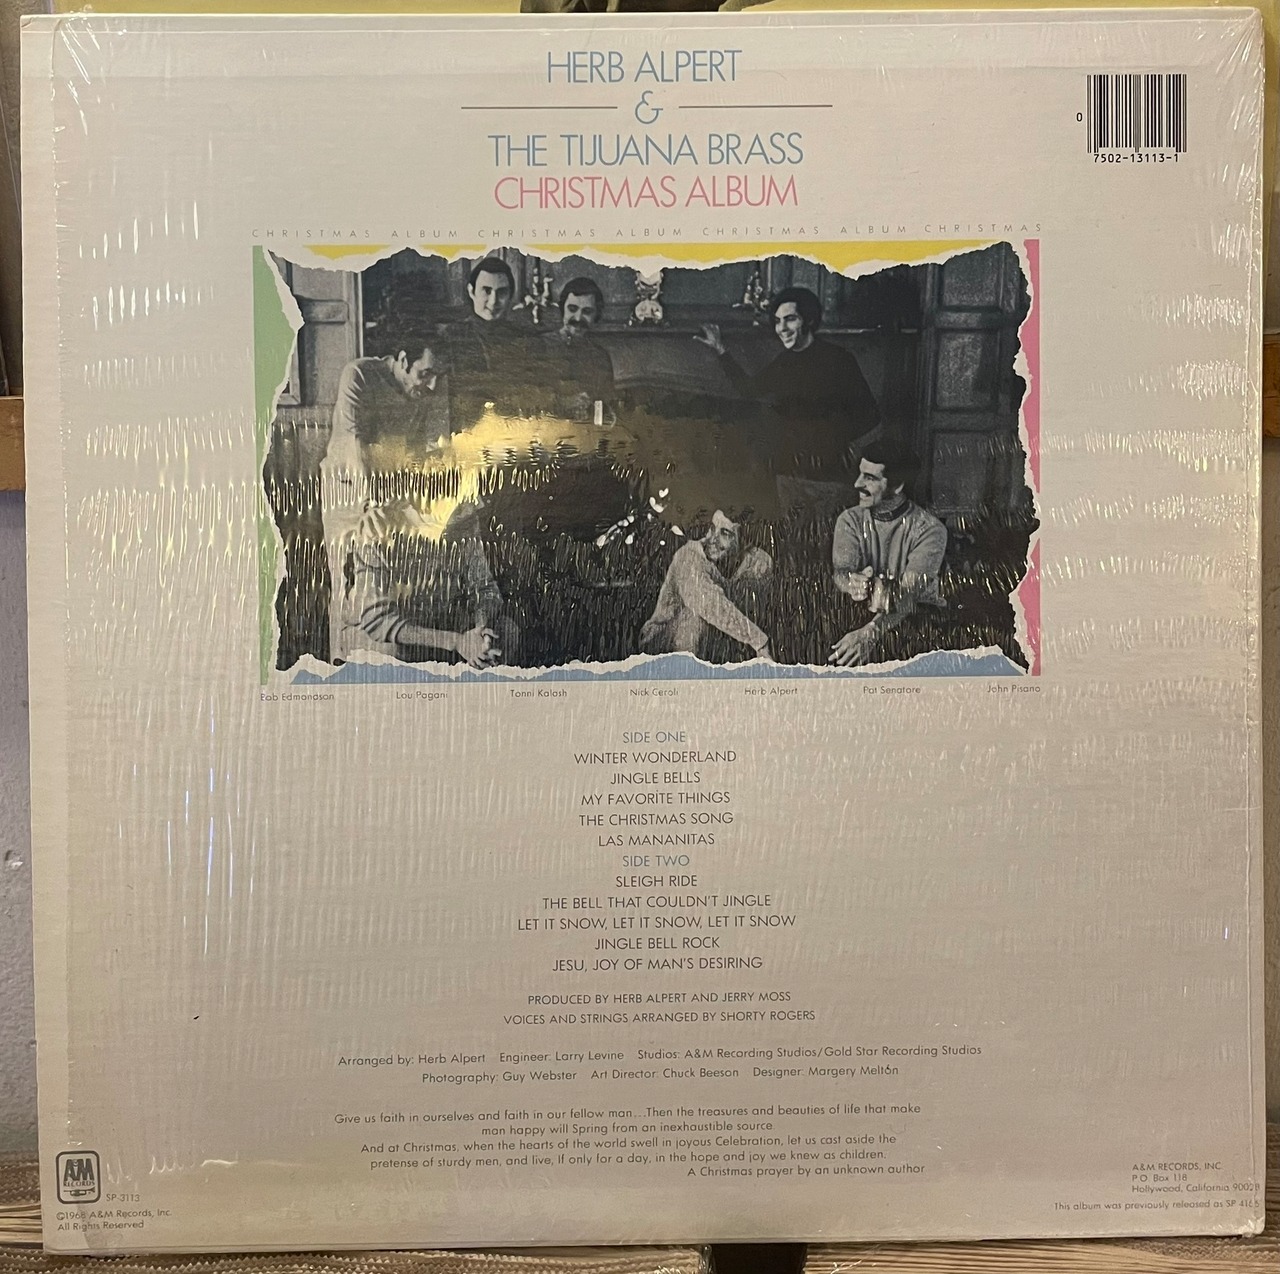 HERB ALPERT
&
THE TIJUANA BRASS
CHRISTMAS ALBUM
0
7502-13113-1
CHRISTMAS ALBUM CHRISTMAS ALBUM CHRISTMAS ALBUM CHRISTMAS
Bob Edmondson Lou Pagani Tonni Kalash Nick Ceroli Herb Alpert Pat Senatore John Pisano
SIDE ONE
WINTER WONDERLAND
JINGLE BELLS
MY FAVORITE THINGS
THE CHRISTMAS SONG
LAS MANANITAS
SIDE TWO
SLEIGH RIDE
THE BELL THAT COULDN'T JINGLE
LET IT SNOW, LET IT SNOW, LET IT SNOW
JINGLE BELL ROCK
JESU, JOY OF MAN'S DESIRING
PRODUCED BY HERB ALPERT AND JERRY MOSS
VOICES AND STRINGS ARRANGED BY SHORTY ROGERS
Arranged by: Herb Alpert Engineer: Larry Levine Studios: A&M Recording Studios/Gold Star Recording Studios
Photography: Guy Webster Art Director: Chuck Beeson Designer: Margery Melton
Give us faith in ourselves and faith in our fellow man...Then the treasures and beauties of life that make
man happy will Spring from an inexhaustible source.
And at Christmas, when the hearts of the world swell in joyous Celebration, let us cast aside the
pretense of sturdy men, and live, if only for a day, in the hope and joy we knew as children.
A Christmas prayer by an unknown author
AM
RECORDS
SP-3113
©1968 A&M Records, Inc.
All Rights Reserved
A&M RECORDS, INC.
P.O. Box 118
Hollywood, California 90028
This album was previously released as SP 4166